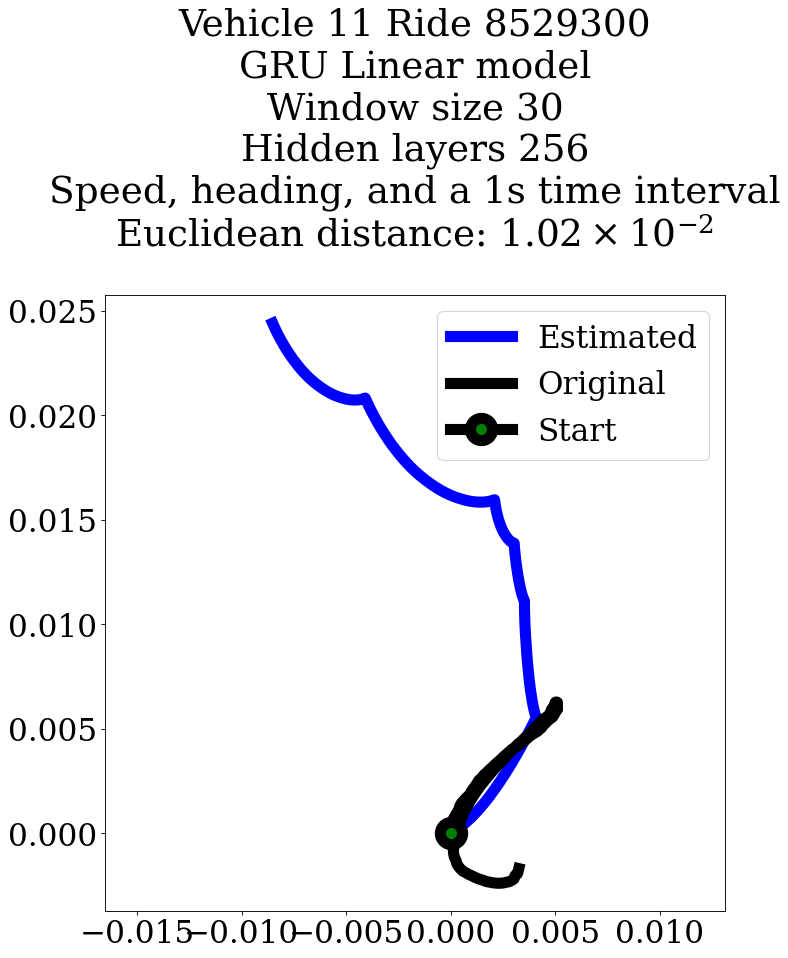 Vehicle 11 Ride 8529300
GRU Linear model
Window size 30
Hidden layers 256
Speed, heading, and a 1s time interval
Euclidean distance: 1.02 × 10⁻²
0.025
0.020
0.015
0.010
0.005
0.000
Estimated
Original
Start
−0.015 −0.010 −0.005 0.000 0.005 0.010